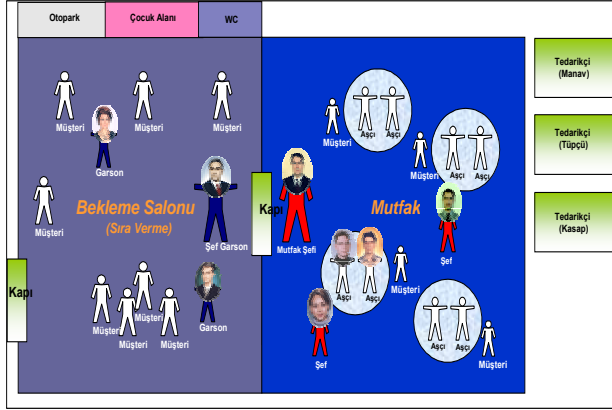 Otopark
Çocuk Alanı
WC
Tedarikçi
(Manav)
Müşteri
Müşteri
Müşteri
Aşçı
Aşçı
Müşteri
Garson
Tedarikçi
(Tüpçü)
Müşteri
Aşçı
Aşçı
Müşteri
Bekleme Salonu
(Sıra Verme)
Şef Garson
Kapı
Mutfak Şefi
Mutfak
Şef
Tedarikçi
(Kasap)
Kapı
Müşteri
Müşteri
Müşteri
Müşteri
Garson
Aşçı
Aşçı
Müşteri
Şef
Aşçı
Aşçı
Müşteri